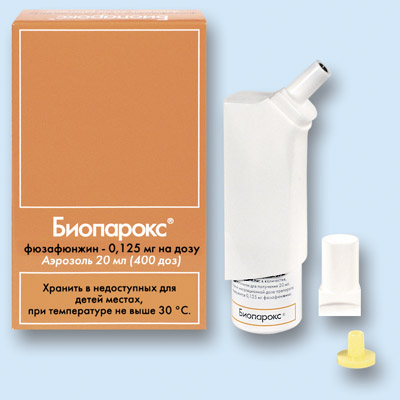 Биопарокс®
фюзафюнжин - 0,125 мг на дозу
Аэрозоль 20 мл (400 доз)
Хранить в недоступных для
детей местах,
при температуре не выше 30 °С.
Биопарокс®